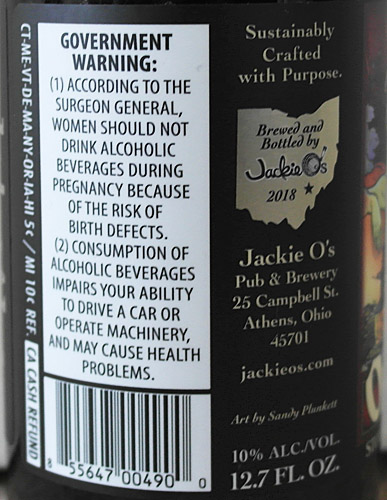 CT-ME-VT-DE-MA-NY-OR-IA-HI 5¢ / MI 10¢ REF. CA CASH REFUND
GOVERNMENT
WARNING:
(1) ACCORDING TO THE
SURGEON GENERAL,
WOMEN SHOULD NOT
DRINK ALCOHOLIC
BEVERAGES DURING
PREGNANCY BECAUSE
OF THE RISK OF
BIRTH DEFECTS.
(2) CONSUMPTION OF
ALCOHOLIC BEVERAGES
IMPAIRS YOUR ABILITY
TO DRIVE A CAR OR
OPERATE MACHINERY,
AND MAY CAUSE HEALTH
PROBLEMS.
8 55647 00490 0
Sustainably
Crafted
with Purpose.
Brewed and
Bottled by
Jackie O's
2018
Jackie O's
Pub & Brewery
25 Campbell St.
Athens, Ohio
45701
jackieos.com
Art by Sandy Plunkett
10% ALC./VOL.
12.7 FL. OZ.